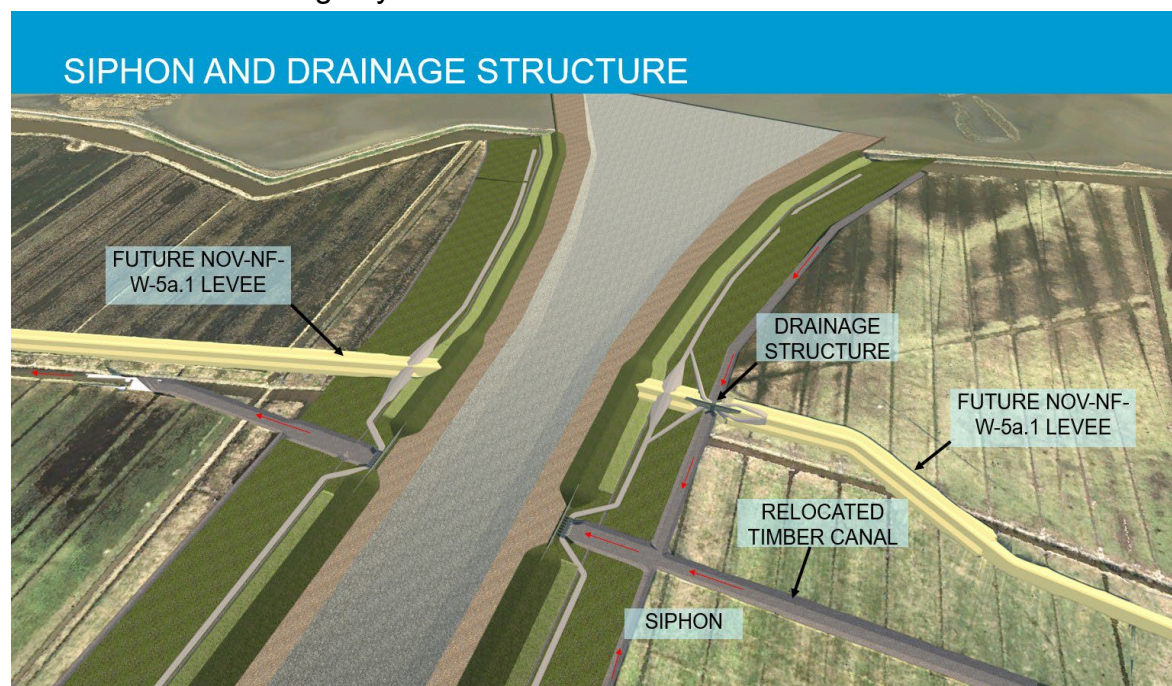 SIPHON AND DRAINAGE STRUCTURE
FUTURE NOV-NF-
W-5a.1 LEVEE
DRAINAGE
STRUCTURE
FUTURE NOV-NF-
W-5a.1 LEVEE
RELOCATED
TIMBER CANAL
SIPHON